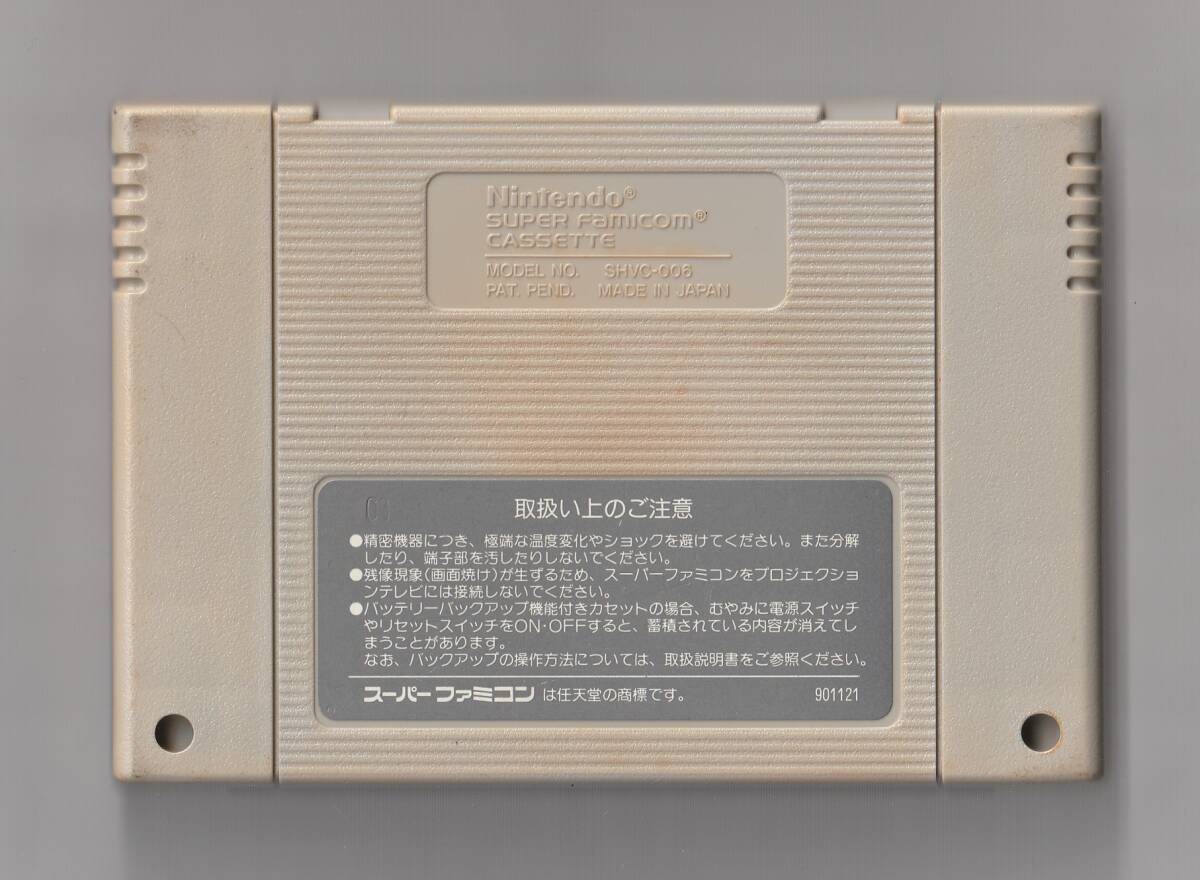 Nintendo®
SUPER FAMICOM®
CASSETTE
MODEL NO. SHVC-006
PAT. PEND. MADE IN JAPAN
取扱い上のご注意
●精密機器につき、極端な温度変化やショックを避けてください。また分解
したり、端子部を汚したりしないでください。
●残像現象(画面焼け)が生ずるため、スーパーファミコンをプロジェクショ
ンテレビには接続しないでください。
●バッテリーバックアップ機能付きカセットの場合、むやみに電源スイッチ
やリセットスイッチをON・OFFすると、蓄積されている内容が消えてし
まうことがあります。
なお、バックアップの操作方法については、取扱説明書をご参照ください。
スーパーファミコンは任天堂の商標です。 901121